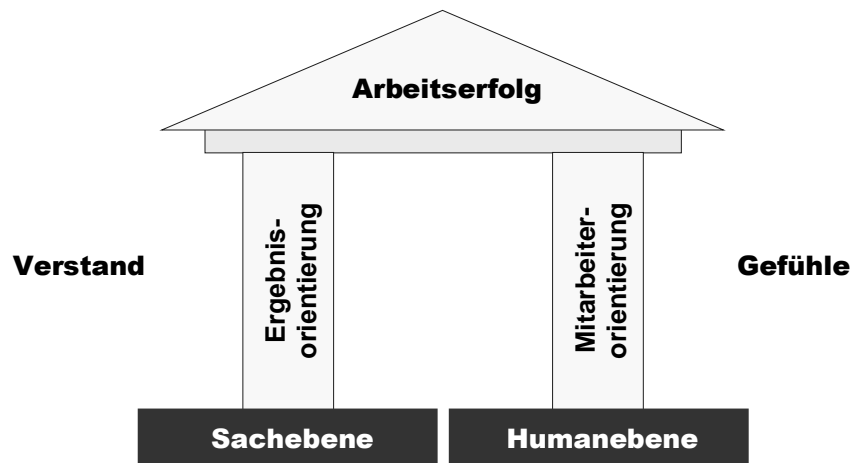 Arbeitserfolg
Verstand
Ergebnis-
orientierung
Mitarbeiter-
orientierung
Gefühle
Sachebene
Humanebene